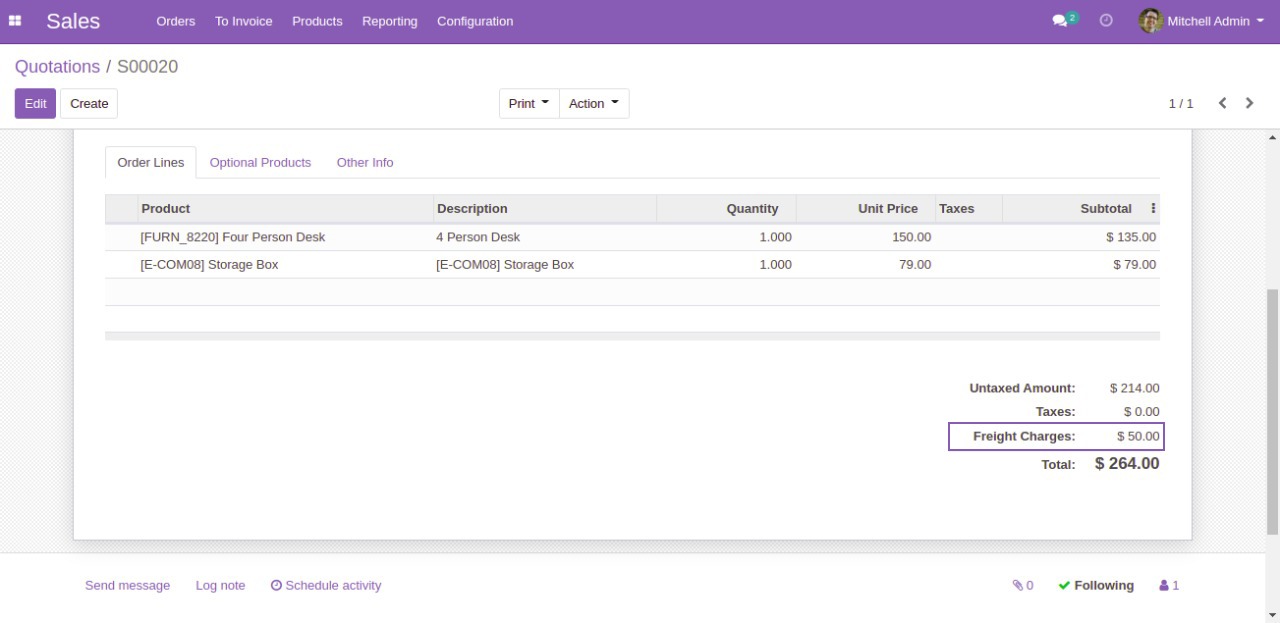 Sales Orders To Invoice Products Reporting Configuration 2 Mitchell Admin
Quotations / S00020
Edit Create Print Action 1 / 1
Order Lines Optional Products Other Info
Product Description Quantity Unit Price Taxes Subtotal
[FURN_8220] Four Person Desk 4 Person Desk 1.000 150.00 $ 135.00
[E-COM08] Storage Box [E-COM08] Storage Box 1.000 79.00 $ 79.00
Untaxed Amount: $ 214.00
Taxes: $ 0.00
Freight Charges: $ 50.00
Total: $ 264.00
Send message Log note Schedule activity 0 Following 1